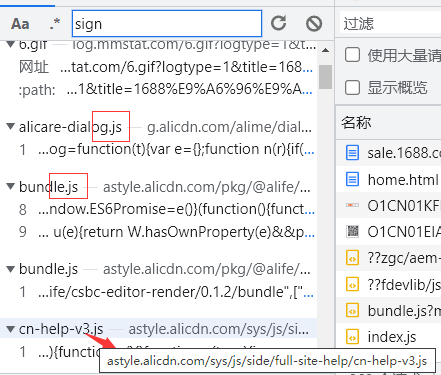 Aa .* sign
6.gif — log.mmstat.com/6.gif?logtype=1&t
网址 …tat.com/6.gif?logtype=1&title=168
:path: …1&title=1688%E9%A6%96%E9%
alicare-dialog.js — g.alicdn.com/alime/dial…
1 …og=function(t){var e={};function n(r){if(
bundle.js — astyle.alicdn.com/pkg/@alife/
8 …ndow.ES6Promise=e()}(function(){funct
9 … u(e){return W.hasOwnProperty(e)&&p
bundle.js — astyle.alicdn.com/pkg/@alife/
1 …ife/csbc-editor-render/0.1.2/bundle",["
cn-help-v3.js — astyle.alicdn.com/sys/js/si…
1 …){function
astyle.alicdn.com/sys/js/side/full-site-help/cn-help-v3.js
过滤
使用大量请
显示概览
名称
sale.1688.c
home.html
O1CN01KF
O1CN01EIA
??zgc/aem-
??fdevlib/js
bundle.js?m
index.js